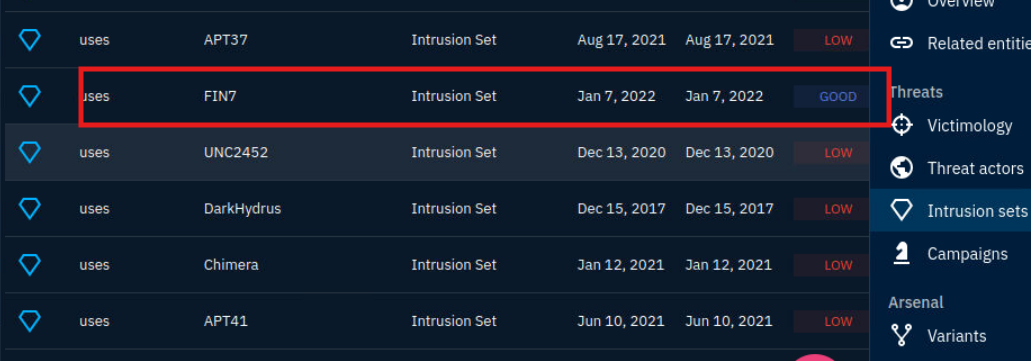 uses APT37 Intrusion Set Aug 17, 2021 Aug 17, 2021 LOW
uses FIN7 Intrusion Set Jan 7, 2022 Jan 7, 2022 GOOD
uses UNC2452 Intrusion Set Dec 13, 2020 Dec 13, 2020 LOW
uses DarkHydrus Intrusion Set Dec 15, 2017 Dec 15, 2017 LOW
uses Chimera Intrusion Set Jan 12, 2021 Jan 12, 2021 LOW
uses APT41 Intrusion Set Jun 10, 2021 Jun 10, 2021 LOW
Overview
Related entitie
Threats
Victimology
Threat actors
Intrusion sets
Campaigns
Arsenal
Variants